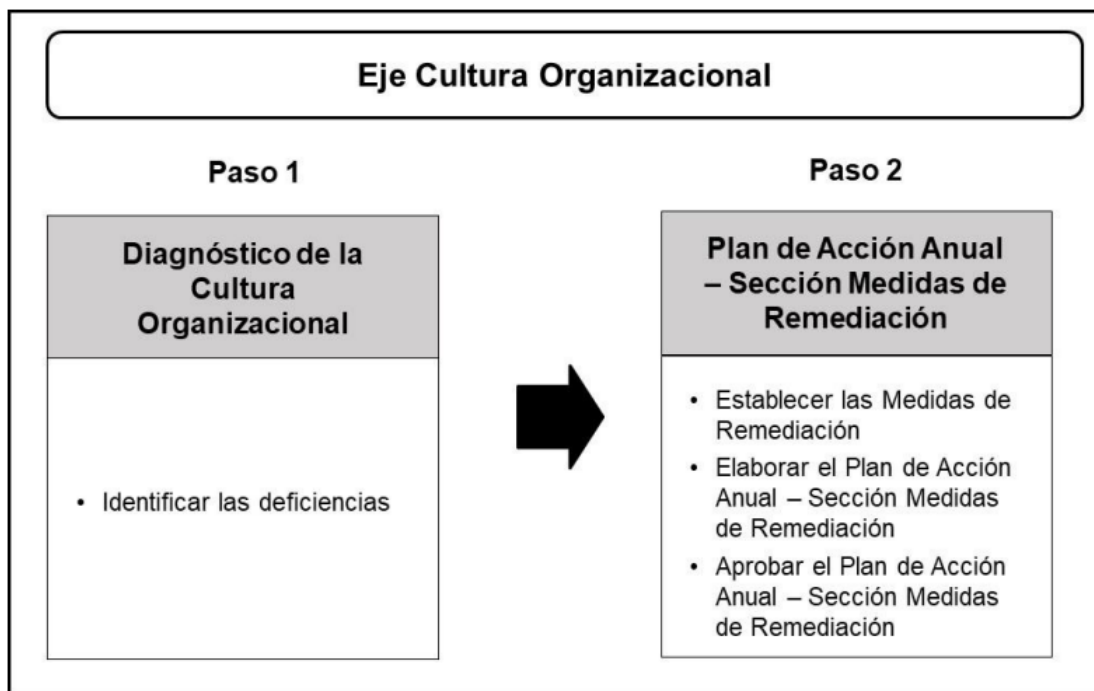 Eje Cultura Organizacional
Paso 1
Diagnóstico de la
Cultura
Organizacional
• Identificar las deficiencias
Paso 2
Plan de Acción Anual
– Sección Medidas de
Remediación
• Establecer las Medidas de
Remediación
• Elaborar el Plan de Acción
Anual – Sección Medidas
de Remediación
• Aprobar el Plan de Acción
Anual – Sección Medidas
de Remediación